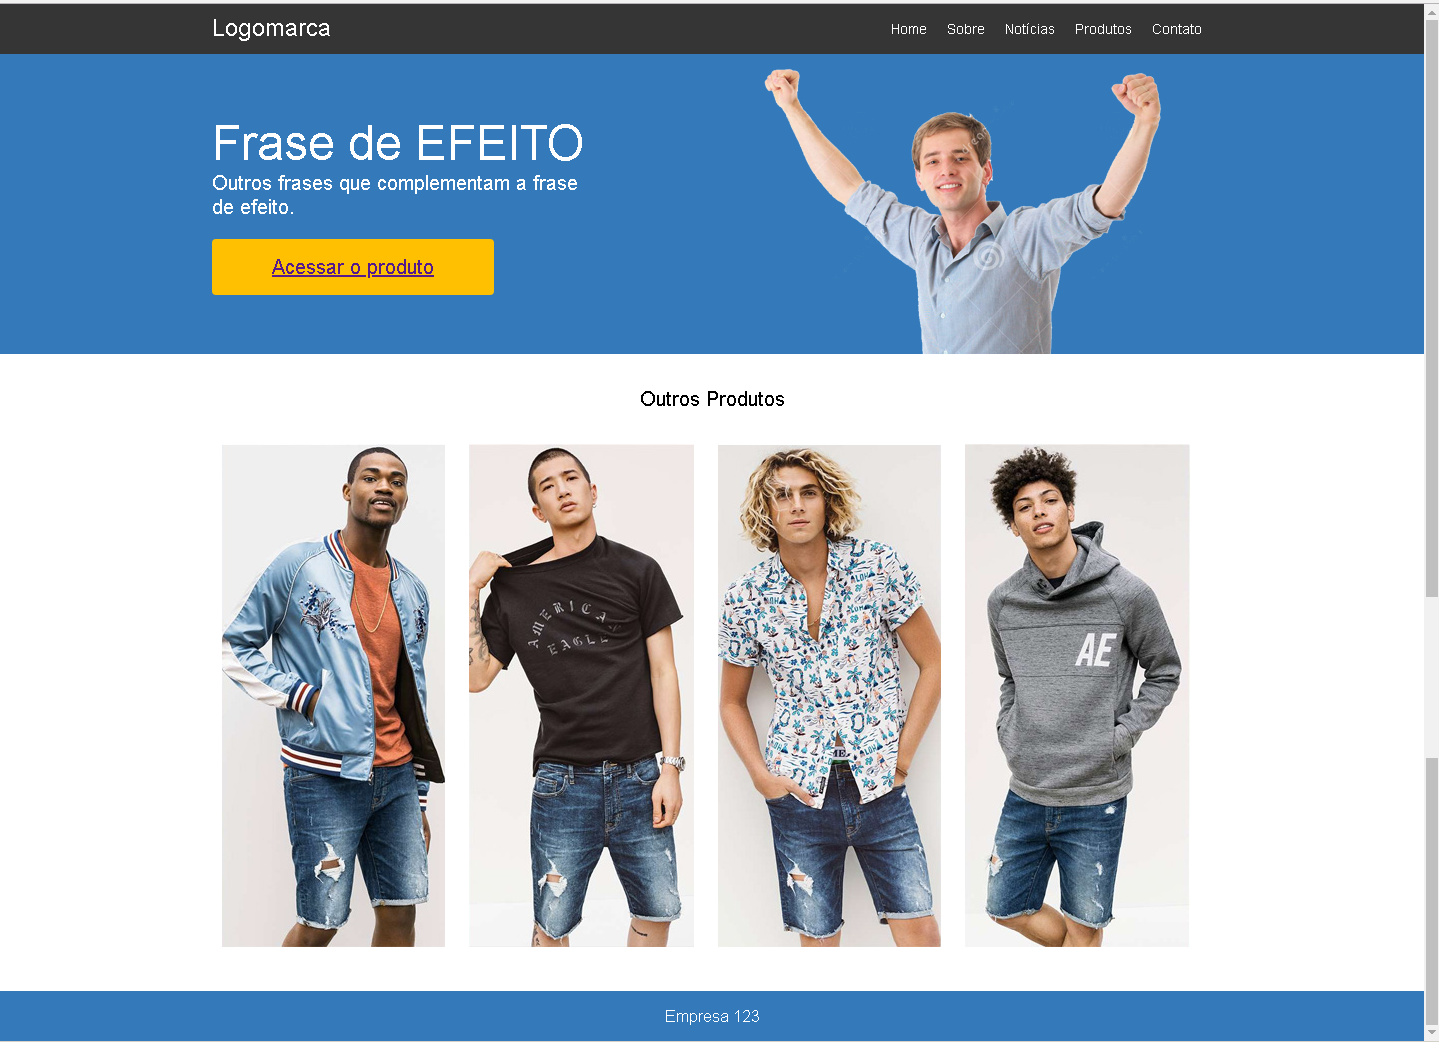 Logomarca
Home Sobre Notícias Produtos Contato
Frase de EFEITO
Outros frases que complementam a frase
de efeito.
Acessar o produto
Outros Produtos
AMERICAN
EAGLE
AE
Empresa 123